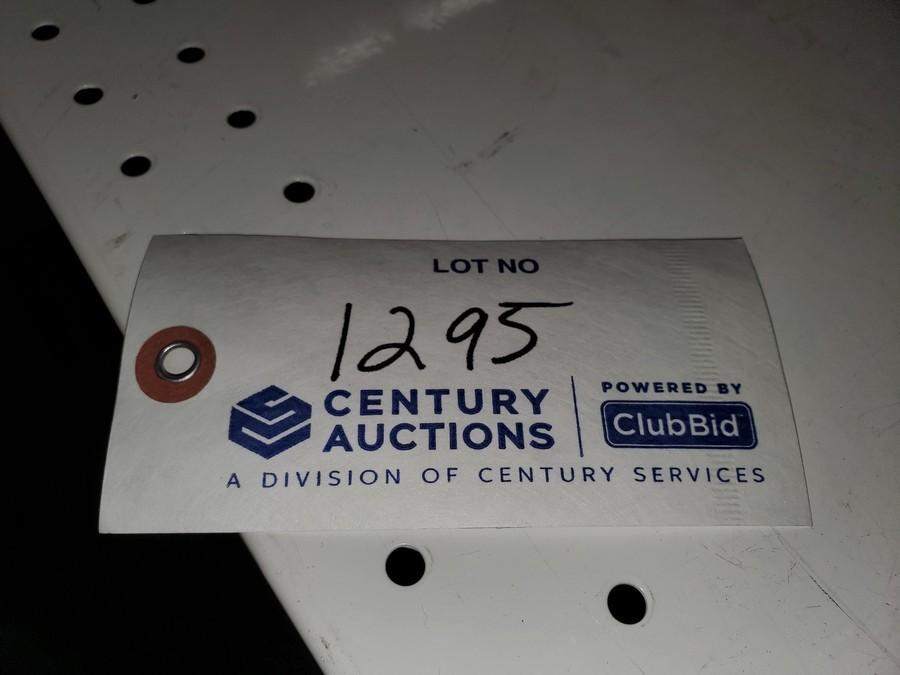 LOT NO
1295
CENTURY AUCTIONS
POWERED BY
ClubBid
A DIVISION OF CENTURY SERVICES